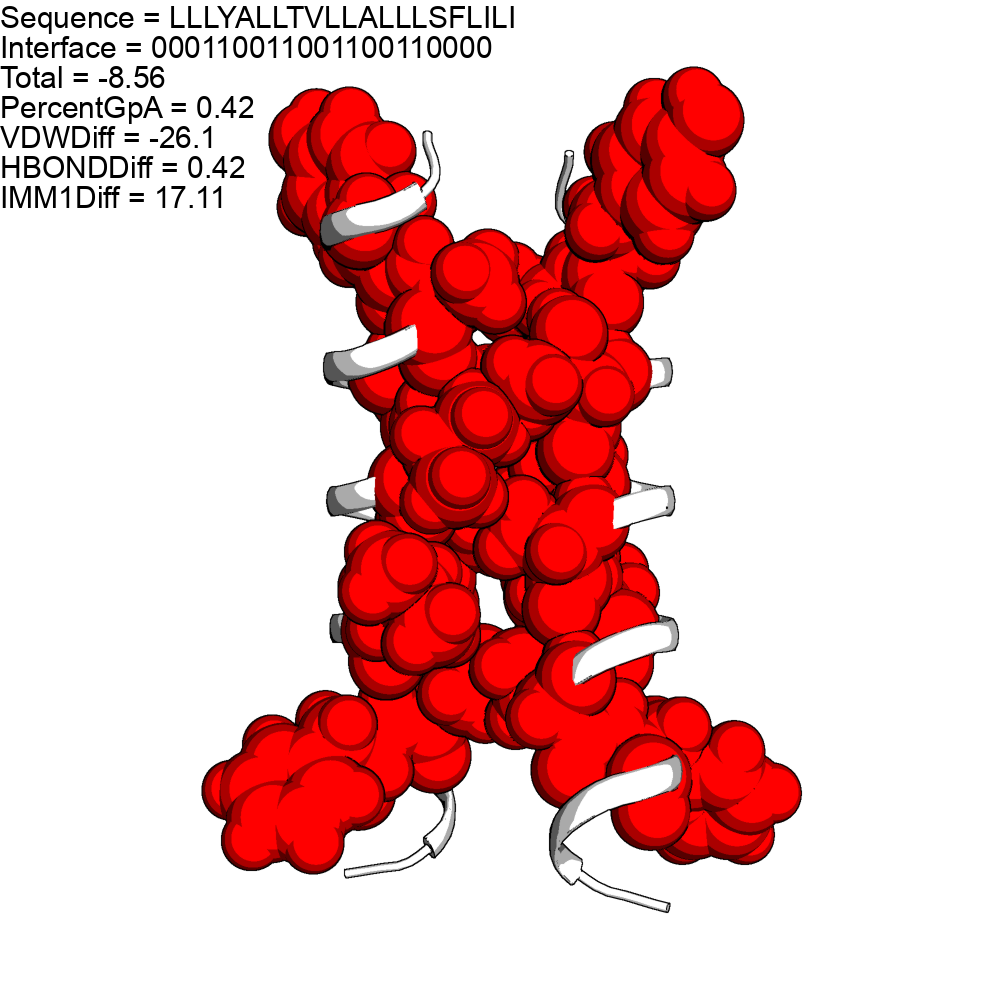 Sequence = LLLYALLTVLLALLLSFLILI
Interface = 000110011001100110000
Total = -8.56
PercentGpA = 0.42
VDWDiff = -26.1
HBONDDiff = 0.42
IMM1Diff = 17.11